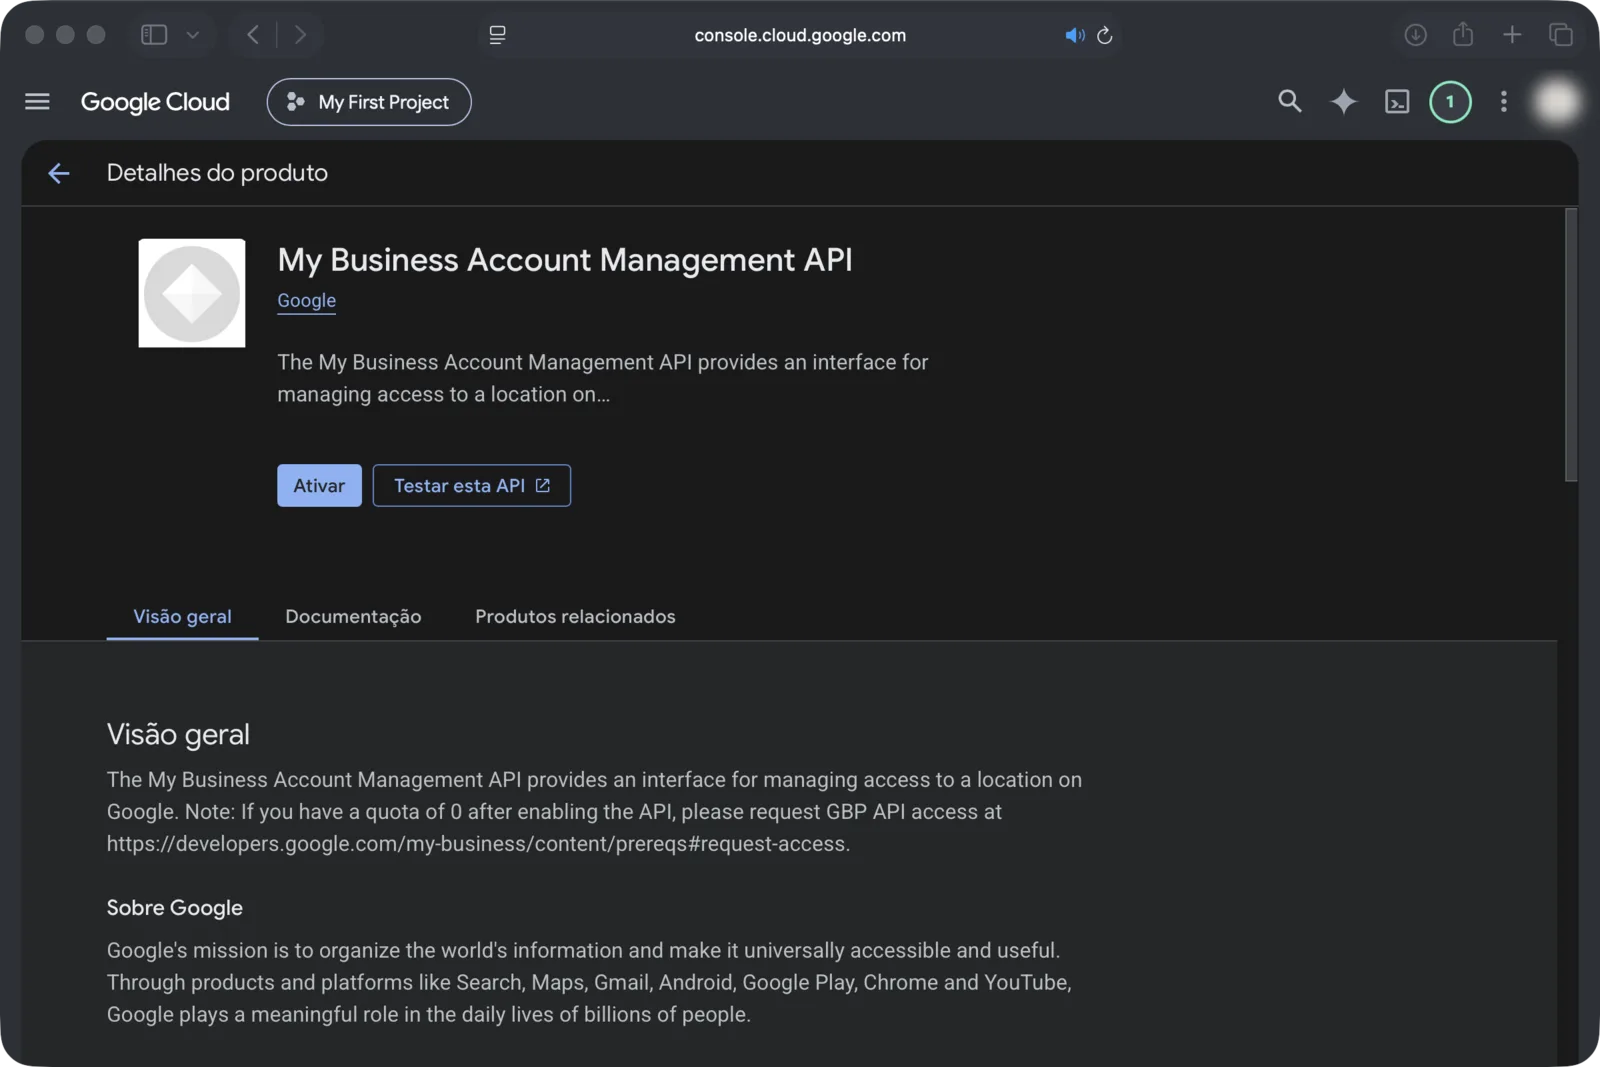 console.cloud.google.com
Google Cloud
My First Project
1
Detalhes do produto
My Business Account Management API
Google
The My Business Account Management API provides an interface for
managing access to a location on...
Ativar
Testar esta API
Visão geral
Documentação
Produtos relacionados
Visão geral
The My Business Account Management API provides an interface for managing access to a location on
Google. Note: If you have a quota of 0 after enabling the API, please request GBP API access at
https://developers.google.com/my-business/content/prereqs#request-access.
Sobre Google
Google's mission is to organize the world's information and make it universally accessible and useful.
Through products and platforms like Search, Maps, Gmail, Android, Google Play, Chrome and YouTube,
Google plays a meaningful role in the daily lives of billions of people.